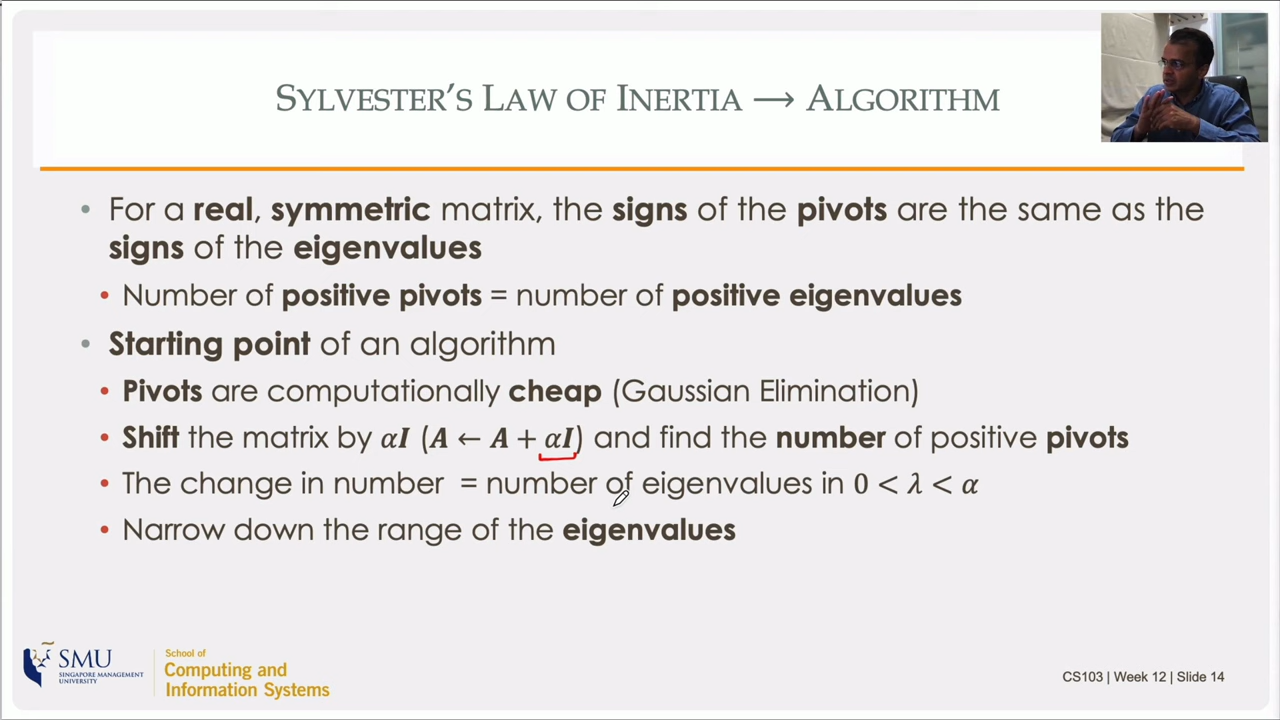 SYLVESTER'S LAW OF INERTIA → ALGORITHM
• For a real, symmetric matrix, the signs of the pivots are the same as the
signs of the eigenvalues
• Number of positive pivots = number of positive eigenvalues
• Starting point of an algorithm
• Pivots are computationally cheap (Gaussian Elimination)
• Shift the matrix by αI (A ← A + αI) and find the number of positive pivots
• The change in number = number of eigenvalues in 0 < λ < α
• Narrow down the range of the eigenvalues
SMU
SINGAPORE MANAGEMENT
UNIVERSITY
School of
Computing and
Information Systems
CS103 | Week 12 | Slide 14